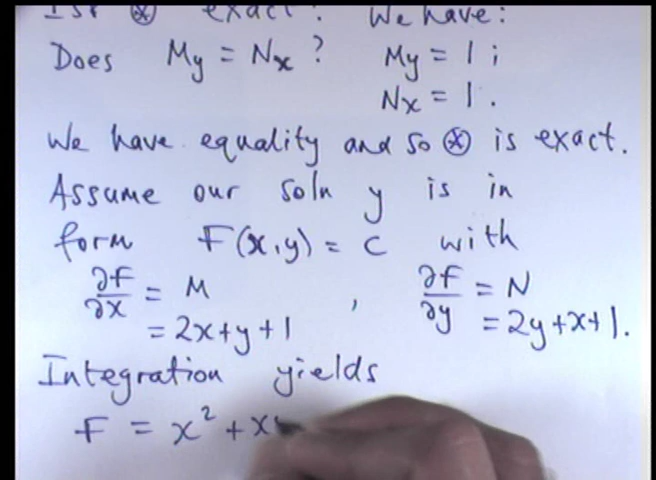 Is ⊛ exact? We have:
Does My = Nx ? My = 1 ;
Nx = 1 .
We have equality and so ⊛ is exact.
Assume our soln y is in
form F(x,y) = c with
∂F/∂x = M , ∂F/∂y = N
= 2x+y+1 = 2y+x+1.
Integration yields
F = x² + x